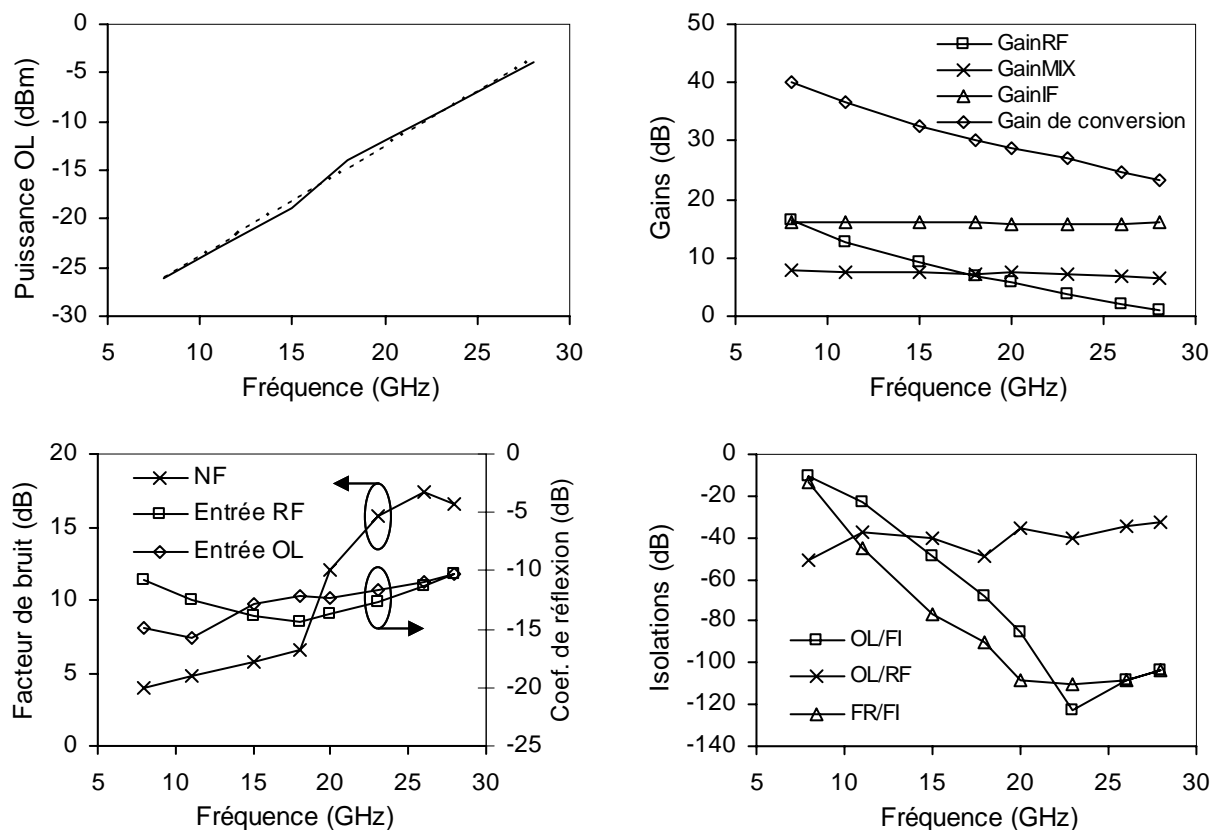 Puissance OL (dBm)
0
-5
-10
-15
-20
-25
-30
5 10 15 20 25 30
Fréquence (GHz)
Gains (dB)
50
40
30
20
10
0
GainRF
GainMIX
GainIF
Gain de conversion
5 10 15 20 25 30
Fréquence (GHz)
Facteur de bruit (dB)
20
15
10
5
0
NF
Entrée RF
Entrée OL
0
-5
-10
-15
-20
-25
Coef. de réflexion (dB)
5 10 15 20 25 30
Fréquence (GHz)
Isolations (dB)
0
-20
-40
-60
-80
-100
-120
-140
OL/FI
OL/RF
FR/FI
5 10 15 20 25 30
Fréquence (GHz)